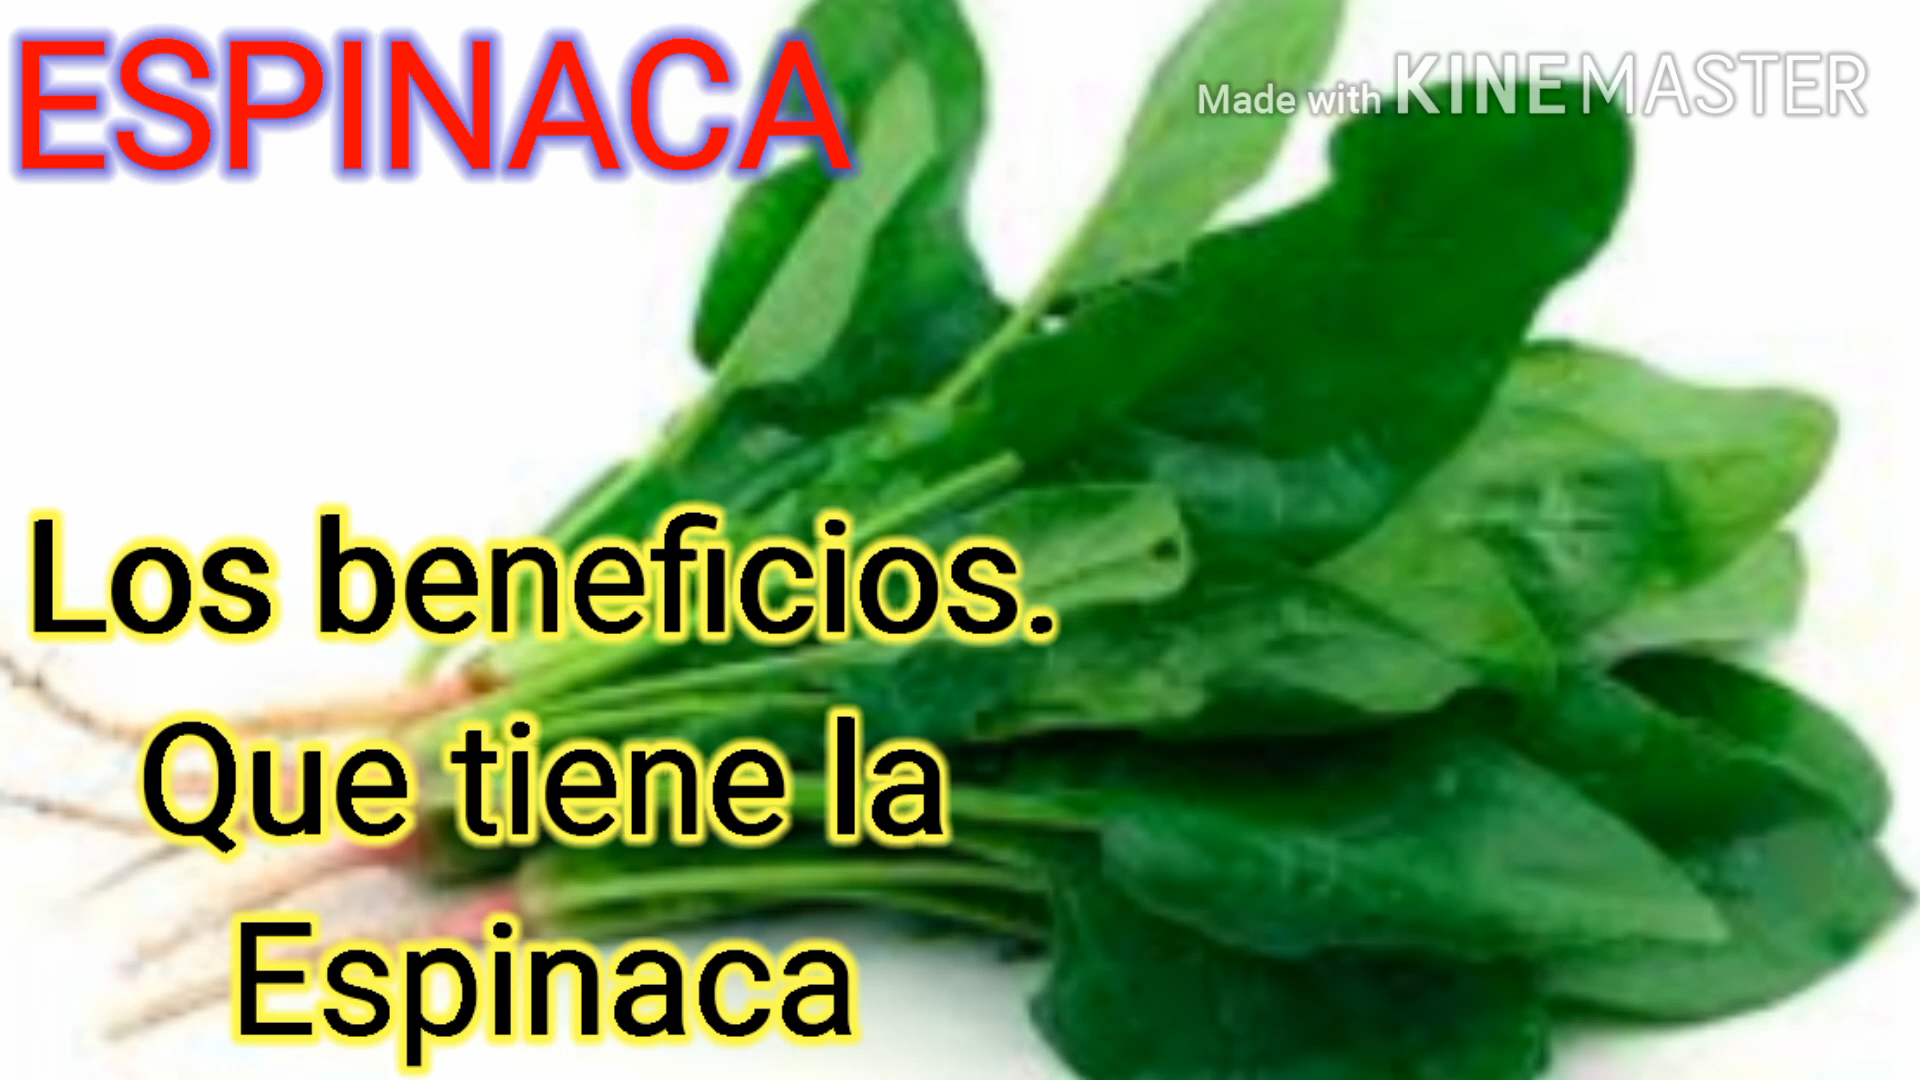 ESPINACA
Made with KINEMASTER
Los beneficios.
Que tiene la
Espinaca